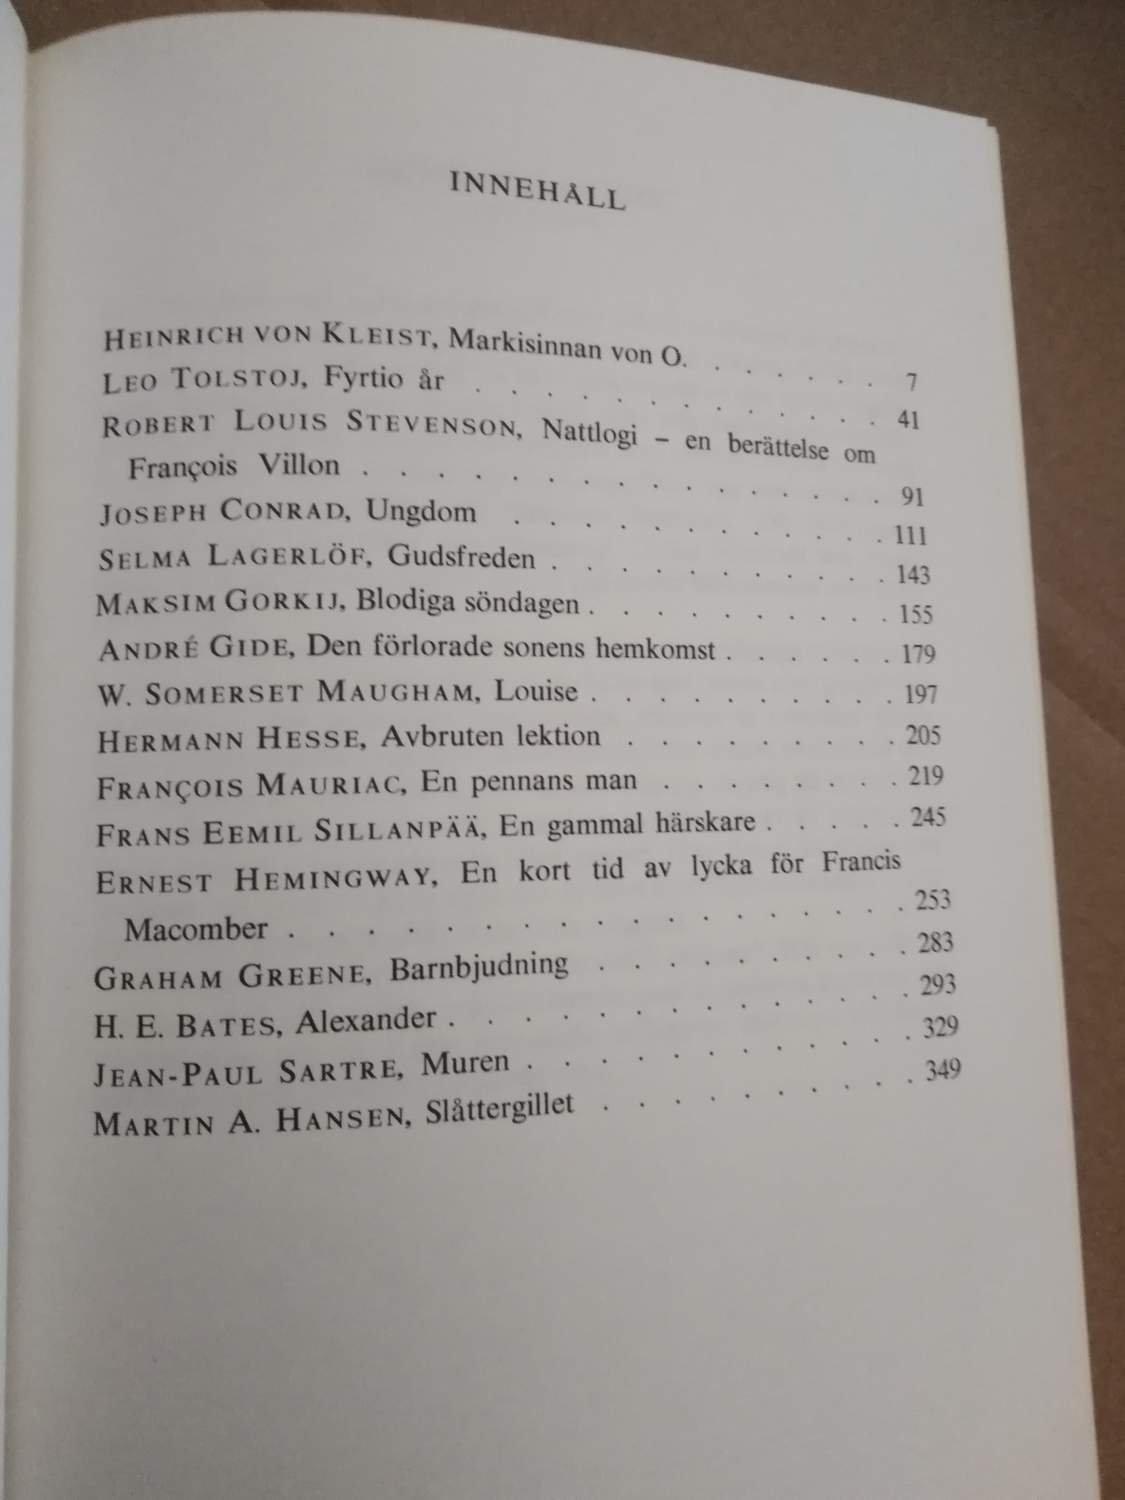 INNEHÅLL
HEINRICH VON KLEIST, Markisinnan von O. . . . . . . 7
LEO TOLSTOJ, Fyrtio år . . . . . . . . . . . 41
ROBERT LOUIS STEVENSON, Nattlogi – en berättelse om
François Villon . . . . . . . . . . . . . . 91
JOSEPH CONRAD, Ungdom . . . . . . . . . . . 111
SELMA LAGERLÖF, Gudsfreden . . . . . . . . . . 143
MAKSIM GORKIJ, Blodiga söndagen . . . . . . . . . 155
ANDRÉ GIDE, Den förlorade sonens hemkomst . . . . . . 179
W. SOMERSET MAUGHAM, Louise . . . . . . . . . 197
HERMANN HESSE, Avbruten lektion . . . . . . . . 205
FRANÇOIS MAURIAC, En pennans man . . . . . . . 219
FRANS EEMIL SILLANPÄÄ, En gammal härskare . . . . . 245
ERNEST HEMINGWAY, En kort tid av lycka för Francis
Macomber . . . . . . . . . . . . . . . . 253
GRAHAM GREENE, Barnbjudning . . . . . . . . . 283
H. E. BATES, Alexander . . . . . . . . . . . . 293
JEAN-PAUL SARTRE, Muren . . . . . . . . . . . 329
MARTIN A. HANSEN, Slåttergillet . . . . . . . . . 349